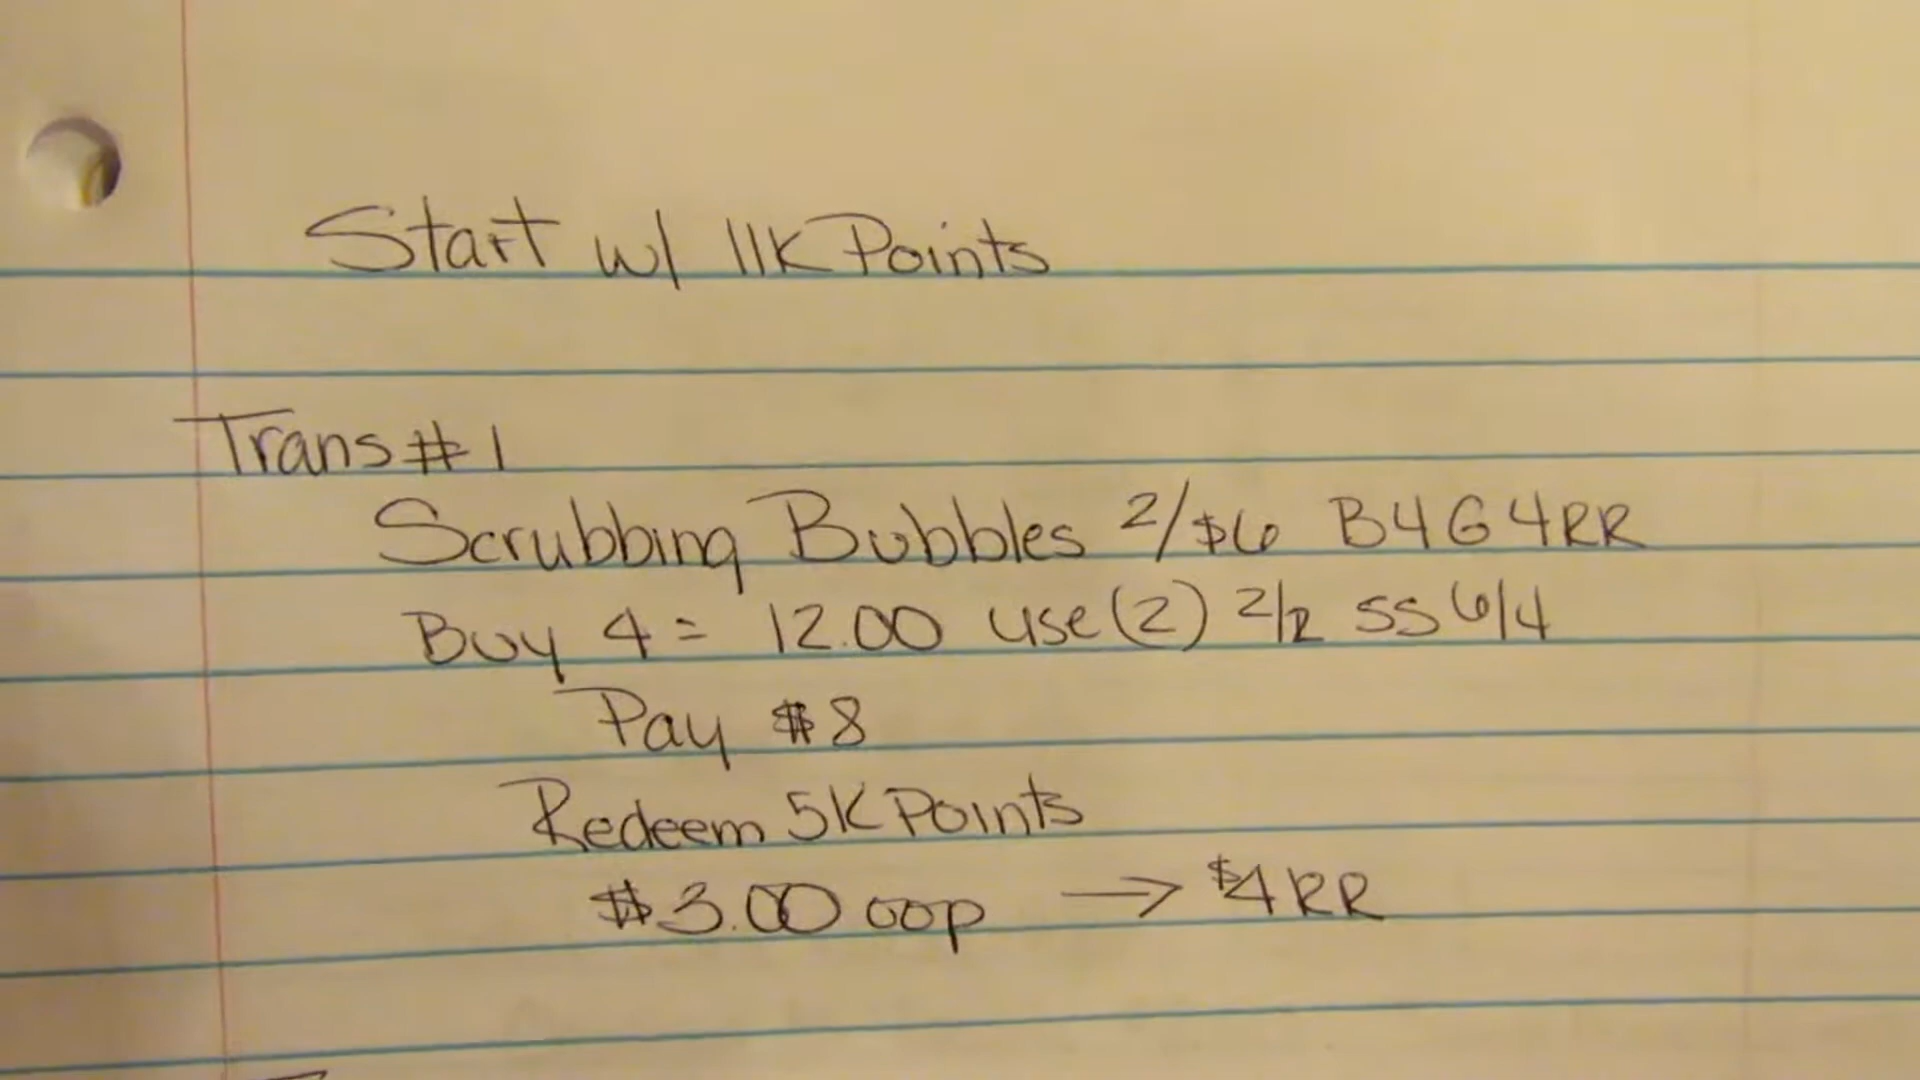 Start w/ 11K Points
Trans #1
Scrubbing Bubbles 2/$6 B4G4RR
Buy 4 = 12.00 use (2) 2/2 SS 6/4
Pay $8
Redeem 5K Points
$3.00 oop → $4RR